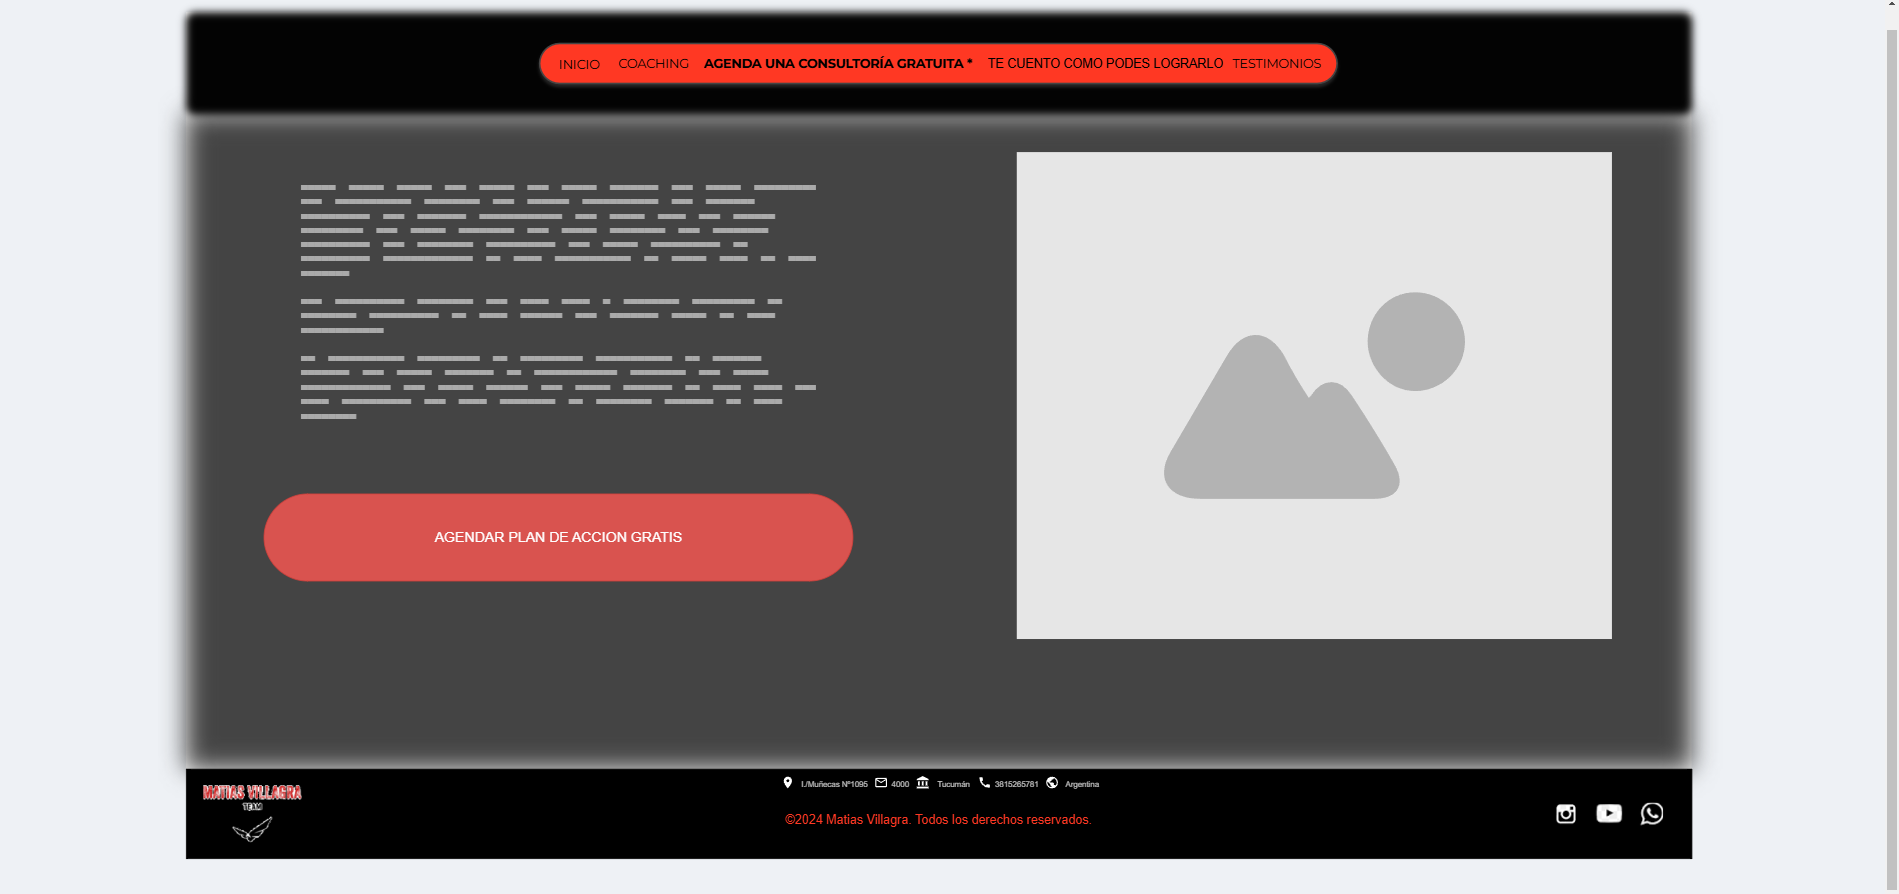 INICIO COACHING AGENDA UNA CONSULTORÍA GRATUITA * TE CUENTO COMO PODES LOGRARLO TESTIMONIOS
AGENDAR PLAN DE ACCION GRATIS
MATIAS VILLAGRA
TEAM
I./Muñecas Nº1095 4000 Tucumán 3815265781 Argentina
©2024 Matias Villagra. Todos los derechos reservados.